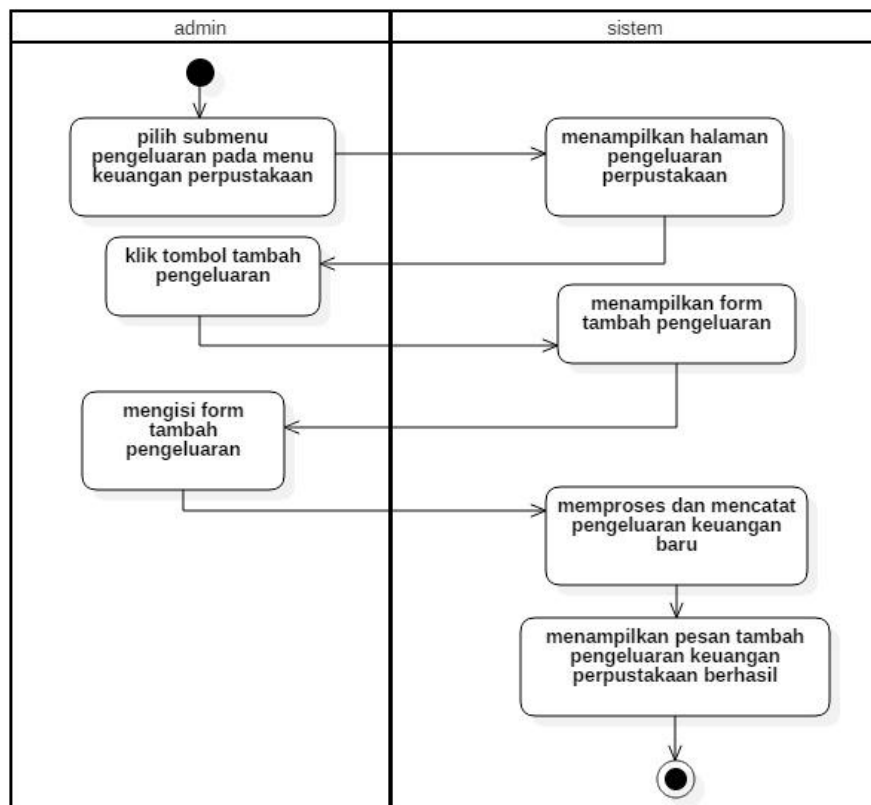 admin
sistem
pilih submenu
pengeluaran pada menu
keuangan perpustakaan
menampilkan halaman
pengeluaran
perpustakaan
klik tombol tambah
pengeluaran
menampilkan form
tambah pengeluaran
mengisi form
tambah
pengeluaran
memproses dan mencatat
pengeluaran keuangan
baru
menampilkan pesan tambah
pengeluaran keuangan
perpustakaan berhasil